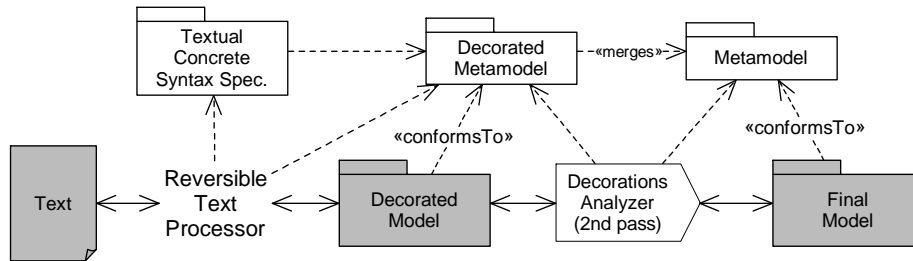 Textual
Concrete
Syntax Spec.
Decorated
Metamodel
«merges»
Metamodel
«conformsTo»
«conformsTo»
Text
Reversible
Text
Processor
Decorated
Model
Decorations
Analyzer
(2nd pass)
Final
Model